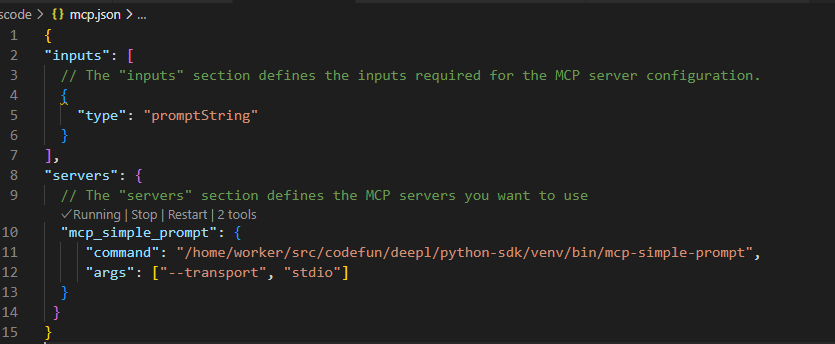 scode > {} mcp.json > ...
1 {
2 "inputs": [
3 // The "inputs" section defines the inputs required for the MCP server configuration.
4 {
5 "type": "promptString"
6 }
7 ],
8 "servers": {
9 // The "servers" section defines the MCP servers you want to use
✓Running | Stop | Restart | 2 tools
10 "mcp_simple_prompt": {
11 "command": "/home/worker/src/codefun/deepl/python-sdk/venv/bin/mcp-simple-prompt",
12 "args": ["--transport", "stdio"]
13 }
14 }
15 }